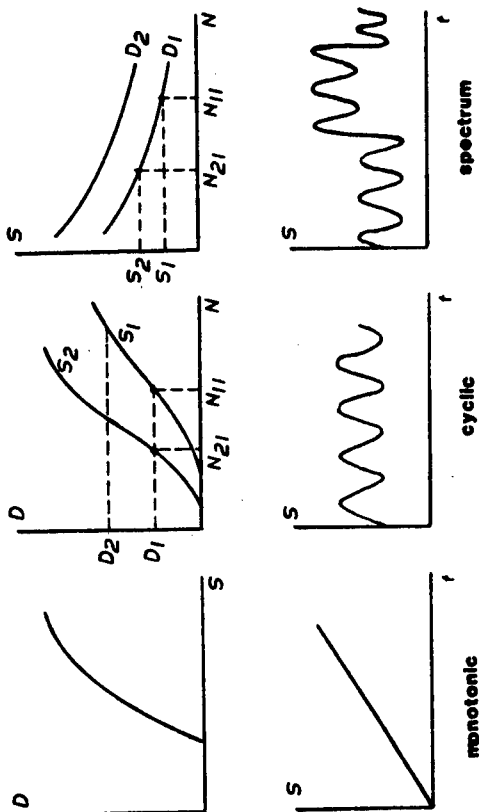 D
S
D
D2
D1
S2
S1
N21 N11
N
S
S2
S1
D2
D1
N21 N11
N
S
t
S
t
S
t
monotonic
cyclic
spectrum